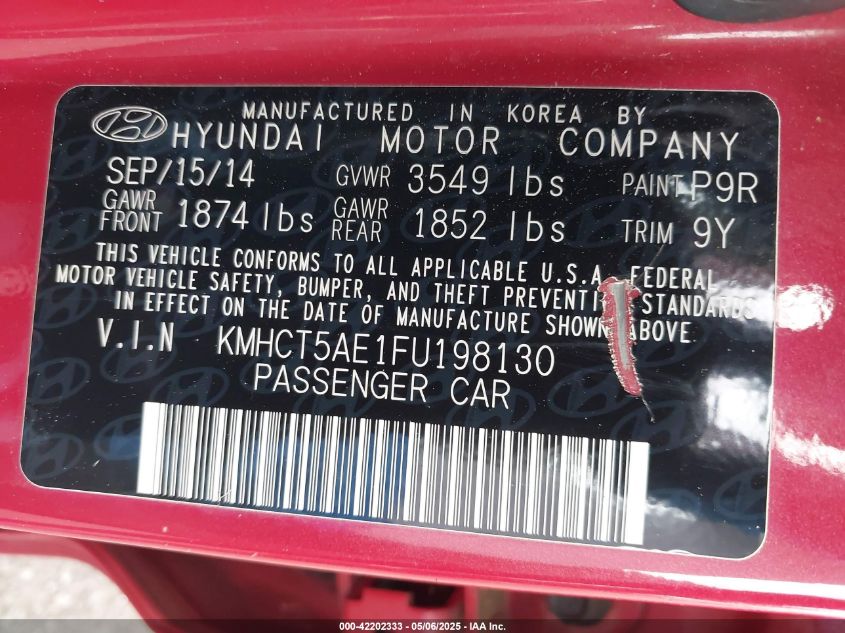 MANUFACTURED IN KOREA BY
HYUNDAI MOTOR COMPANY
SEP/15/14 GVWR 3549 lbs PAINT P9R
GAWR FRONT 1874 lbs GAWR REAR 1852 lbs TRIM 9Y
THIS VEHICLE CONFORMS TO ALL APPLICABLE U.S.A. FEDERAL
MOTOR VEHICLE SAFETY, BUMPER, AND THEFT PREVENTION STANDARDS
IN EFFECT ON THE DATE OF MANUFACTURE SHOWN ABOVE.
V.I.N KMHCT5AE1FU198130
PASSENGER CAR
000-42202333 - 05/06/2025 - IAA Inc.